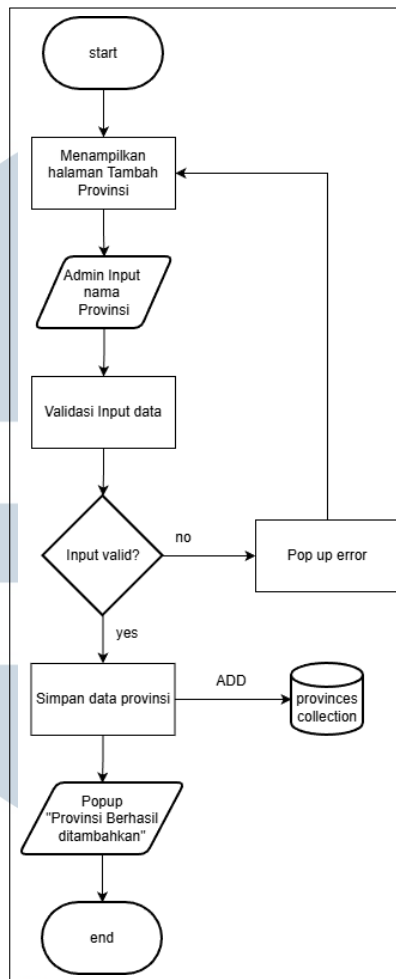 start
Menampilkan
halaman Tambah
Provinsi
Admin Input
nama
Provinsi
Validasi Input data
Input valid?
no
Pop up error
yes
Simpan data provinsi
ADD
provinces
collection
Popup
"Provinsi Berhasil
ditambahkan"
end